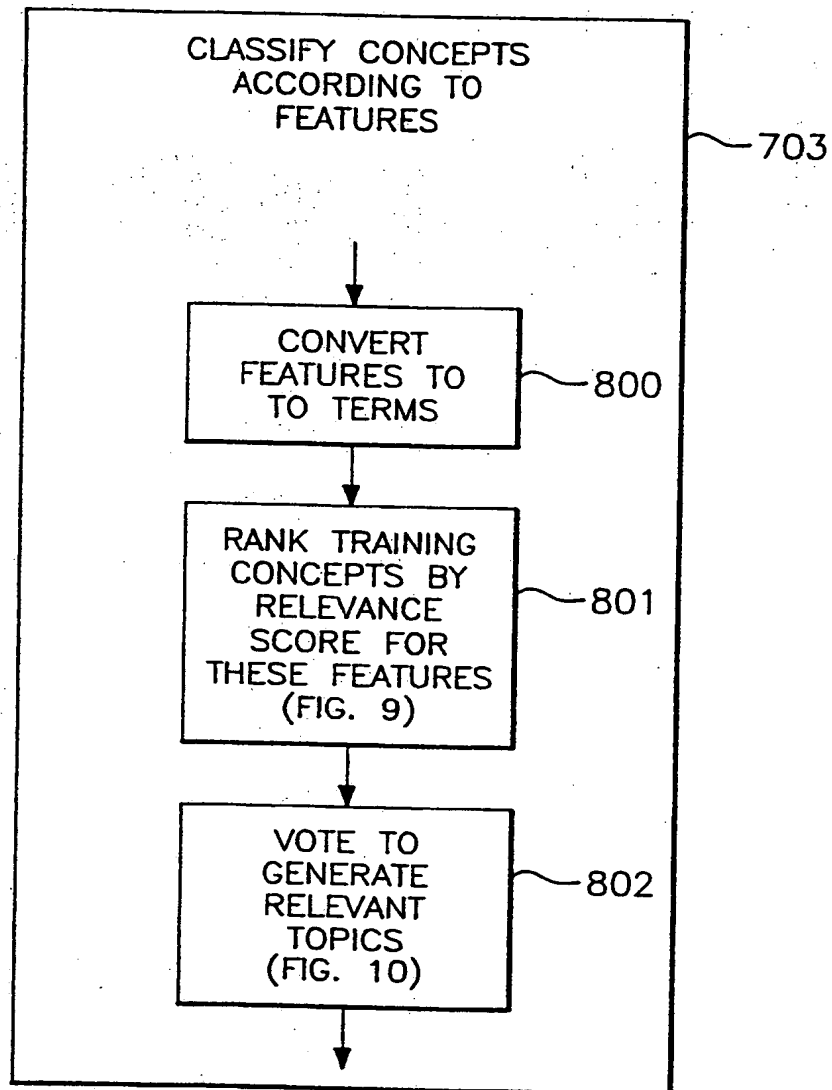 CLASSIFY CONCEPTS
ACCORDING TO
FEATURES
703
CONVERT
FEATURES TO
TO TERMS
800
RANK TRAINING
CONCEPTS BY
RELEVANCE
SCORE FOR
THESE FEATURES
(FIG. 9)
801
VOTE TO
GENERATE
RELEVANT
TOPICS
(FIG. 10)
802